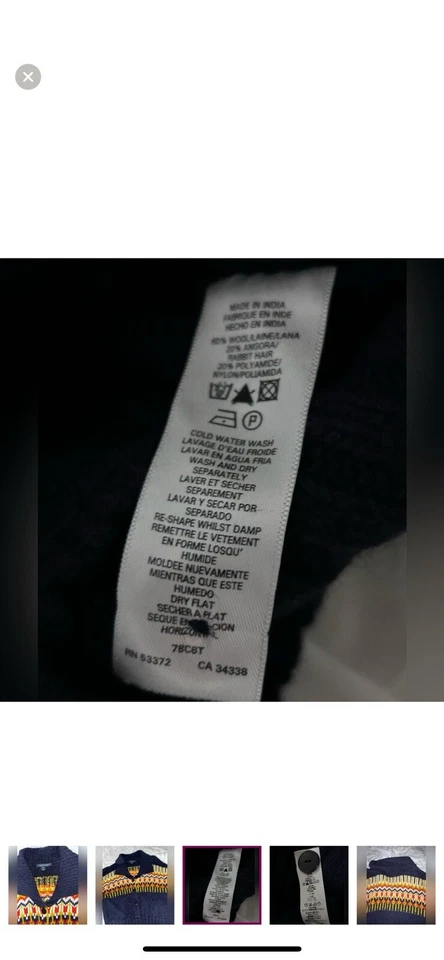 MADE IN INDIA
FABRIQUE EN INDE
HECHO EN INDIA
60% WOOL/LAINE/LANA
20% ANGORA/
RABBIT HAIR
20% POLYAMIDE/
NYLON/POLIAMIDA
P
COLD WATER WASH
LAVAGE D'EAU FROIDE
LAVAR EN AGUA FRIA
WASH AND DRY
SEPARATELY
LAVER ET SECHER
SEPAREMENT
LAVAR Y SECAR POR
SEPARADO
RE-SHAPE WHILST DAMP
REMETTRE LE VETEMENT
EN FORME LOSQU'
HUMIDE
MOLDEE NUEVAMENTE
MIENTRAS QUE ESTE
HUMEDO
DRY FLAT
SECHER A PLAT
SEQUE
78C6T
RN 53372 CA 34338